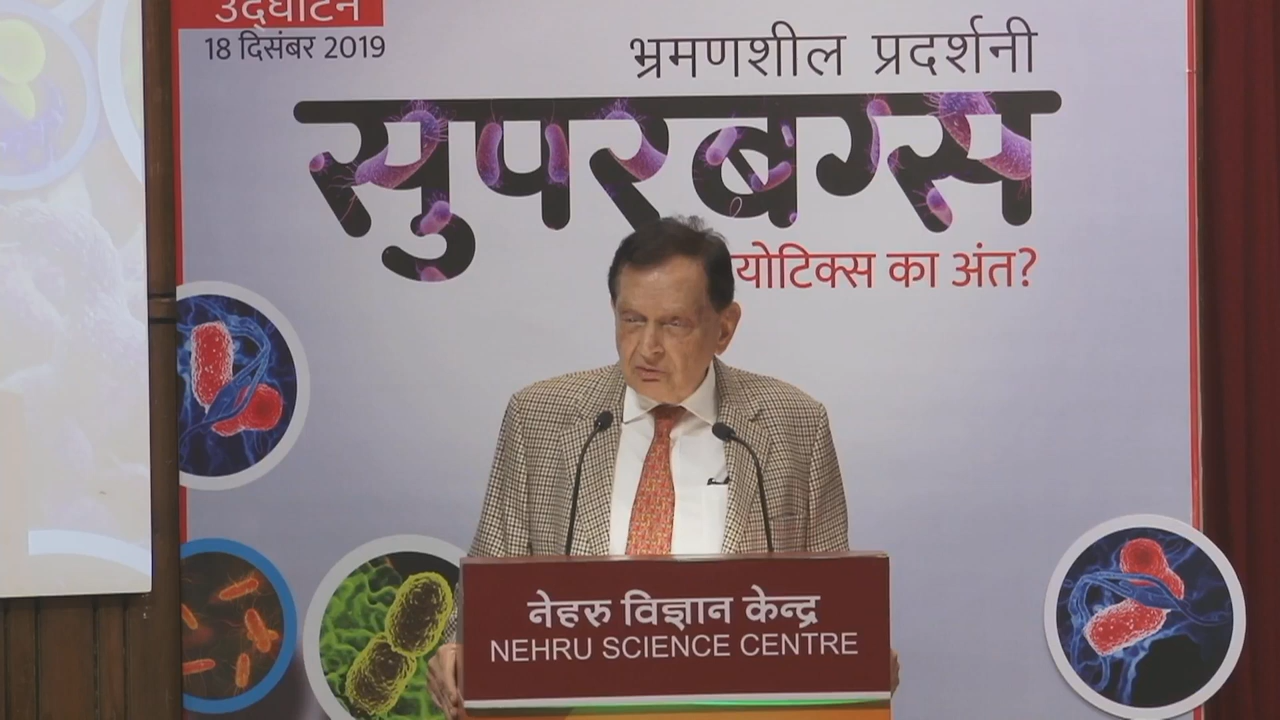 उद्घाटन
18 दिसंबर 2019
भ्रमणशील प्रदर्शनी
सुपरबग्स
का अंत?
नेहरु विज्ञान केन्द्र
NEHRU SCIENCE CENTRE